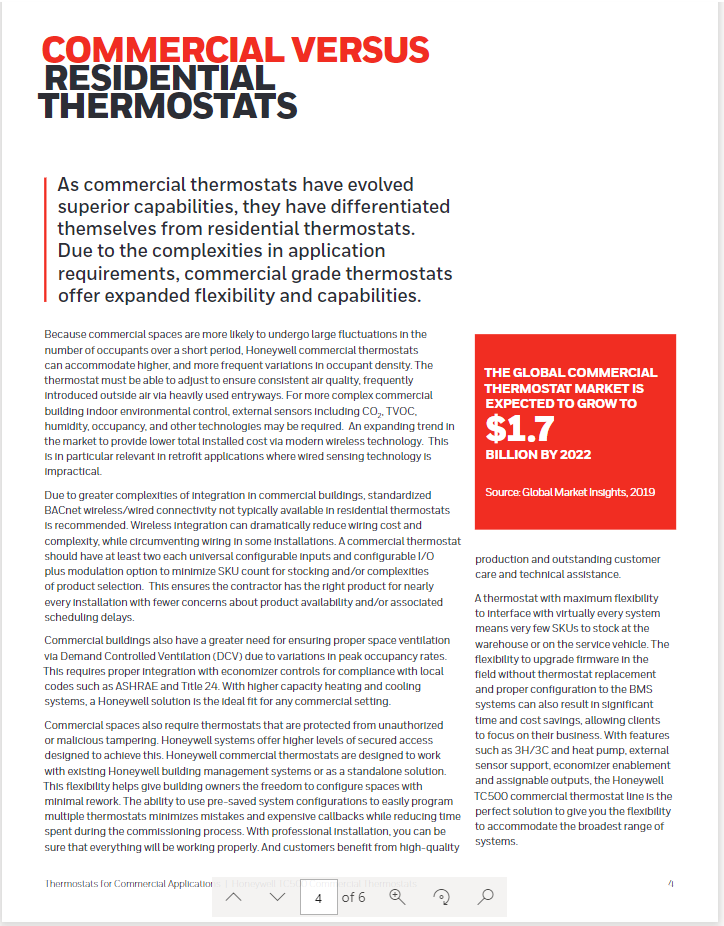 COMMERCIAL VERSUS
RESIDENTIAL
THERMOSTATS
As commercial thermostats have evolved
superior capabilities, they have differentiated
themselves from residential thermostats.
Due to the complexities in application
requirements, commercial grade thermostats
offer expanded flexibility and capabilities.
Because commercial spaces are more likely to undergo large fluctuations in the
number of occupants over a short period, Honeywell commercial thermostats
can accommodate higher, and more frequent variations in occupant density. The
thermostat must be able to adjust to ensure consistent air quality, frequently
introduced outside air via heavily used entryways. For more complex commercial
building indoor environmental control, external sensors including CO₂, TVOC,
humidity, occupancy, and other technologies may be required. An expanding trend in
the market to provide lower total installed cost via modern wireless technology. This
is in particular relevant in retrofit applications where wired sensing technology is
impractical.
Due to greater complexities of integration in commercial buildings, standardized
BACnet wireless/wired connectivity not typically available in residential thermostats
is recommended. Wireless integration can dramatically reduce wiring cost and
complexity, while circumventing wiring in some installations. A commercial thermostat
should have at least two each universal configurable inputs and configurable I/O
plus modulation option to minimize SKU count for stocking and/or complexities
of product selection. This ensures the contractor has the right product for nearly
every installation with fewer concerns about product availability and/or associated
scheduling delays.
Commercial buildings also have a greater need for ensuring proper space ventilation
via Demand Controlled Ventilation (DCV) due to variations in peak occupancy rates.
This requires proper integration with economizer controls for compliance with local
codes such as ASHRAE and Title 24. With higher capacity heating and cooling
systems, a Honeywell solution is the ideal fit for any commercial setting.
Commercial spaces also require thermostats that are protected from unauthorized
or malicious tampering. Honeywell systems offer higher levels of secured access
designed to achieve this. Honeywell commercial thermostats are designed to work
with existing Honeywell building management systems or as a standalone solution.
This flexibility helps give building owners the freedom to configure spaces with
minimal rework. The ability to use pre-saved system configurations to easily program
multiple thermostats minimizes mistakes and expensive callbacks while reducing time
spent during the commissioning process. With professional installation, you can be
sure that everything will be working properly. And customers benefit from high-quality
THE GLOBAL COMMERCIAL
THERMOSTAT MARKET IS
EXPECTED TO GROW TO
$1.7
BILLION BY 2022
Source: Global Market Insights, 2019
production and outstanding customer
care and technical assistance.
A thermostat with maximum flexibility
to interface with virtually every system
means very few SKUs to stock at the
warehouse or on the service vehicle. The
flexibility to upgrade firmware in the
field without thermostat replacement
and proper configuration to the BMS
systems can also result in significant
time and cost savings, allowing clients
to focus on their business. With features
such as 3H/3C and heat pump, external
sensor support, economizer enablement
and assignable outputs, the Honeywell
TC500 commercial thermostat line is the
perfect solution to give you the flexibility
to accommodate the broadest range of
systems.
Thermostats for Commercial Applications | Honeywell TC500 Commercial Thermostats
4
4 of 6